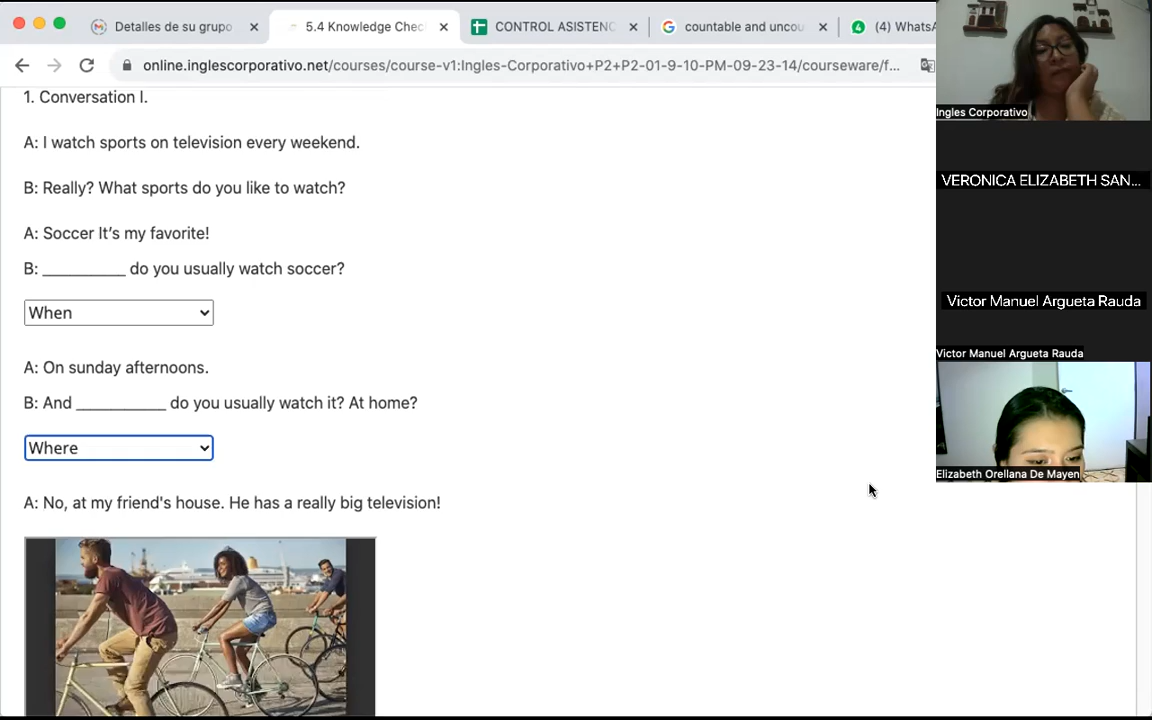 Detalles de su grupo
5.4 Knowledge Chec
CONTROL ASISTENC
countable and uncou
(4) WhatsA
online.inglescorporativo.net/courses/course-v1:Ingles-Corporativo+P2+P2-01-9-10-PM-09-23-14/courseware/f...
1. Conversation I.
A: I watch sports on television every weekend.
B: Really? What sports do you like to watch?
A: Soccer It’s my favorite!
B: __________ do you usually watch soccer?
When
A: On sunday afternoons.
B: And ___________ do you usually watch it? At home?
Where
A: No, at my friend's house. He has a really big television!
Ingles Corporativo
VERONICA ELIZABETH SAN...
Victor Manuel Argueta Rauda
Victor Manuel Argueta Rauda
Elizabeth Orellana De Mayen